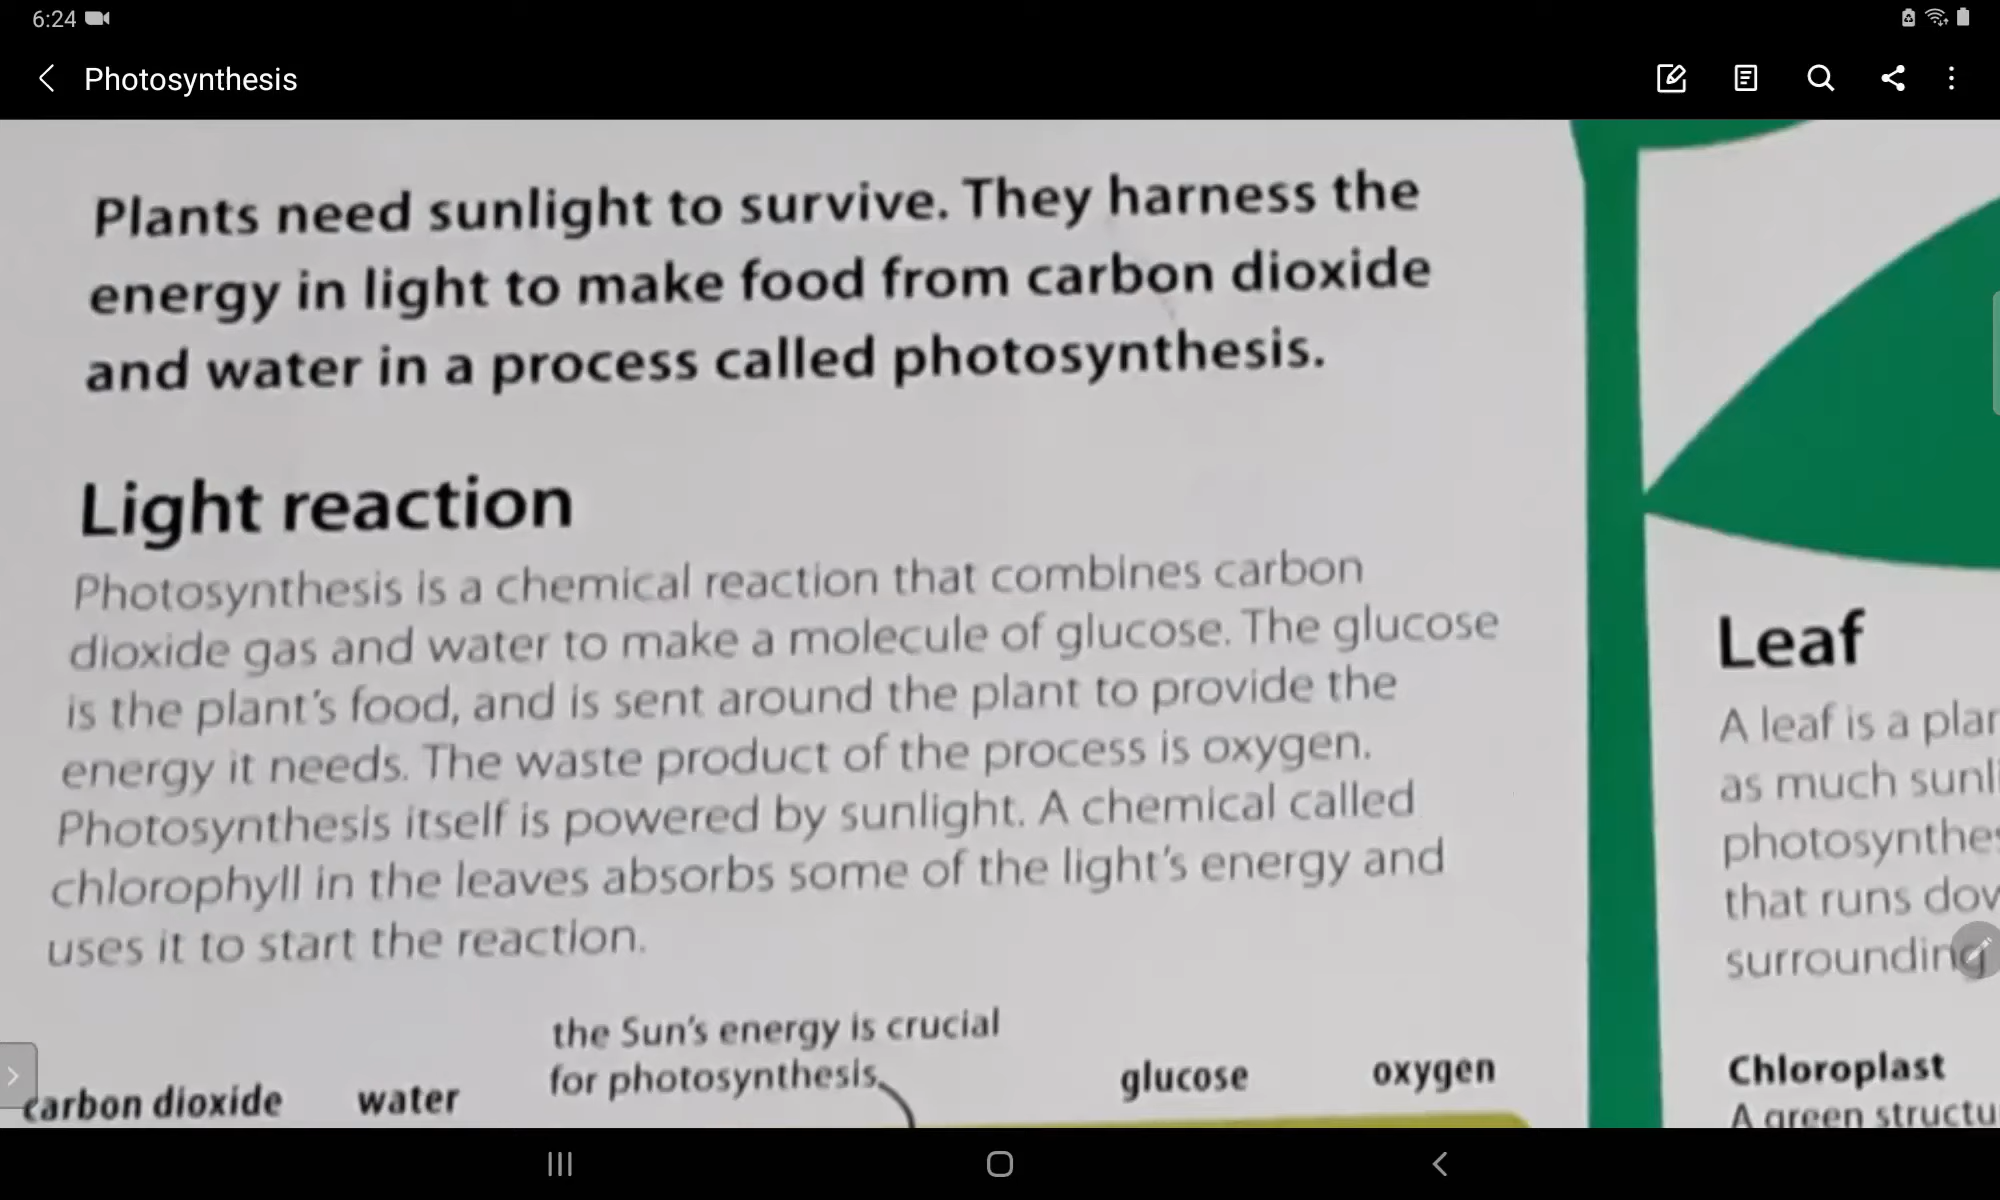 6:24
Photosynthesis
Plants need sunlight to survive. They harness the
energy in light to make food from carbon dioxide
and water in a process called photosynthesis.
Light reaction
Photosynthesis is a chemical reaction that combines carbon
dioxide gas and water to make a molecule of glucose. The glucose
is the plant's food, and is sent around the plant to provide the
energy it needs. The waste product of the process is oxygen.
Photosynthesis itself is powered by sunlight. A chemical called
chlorophyll in the leaves absorbs some of the light's energy and
uses it to start the reaction.
the Sun's energy is crucial
for photosynthesis
carbon dioxide
water
glucose
oxygen
Leaf
A leaf is a
as much
that runs
surrounding
Chloroplast
A green